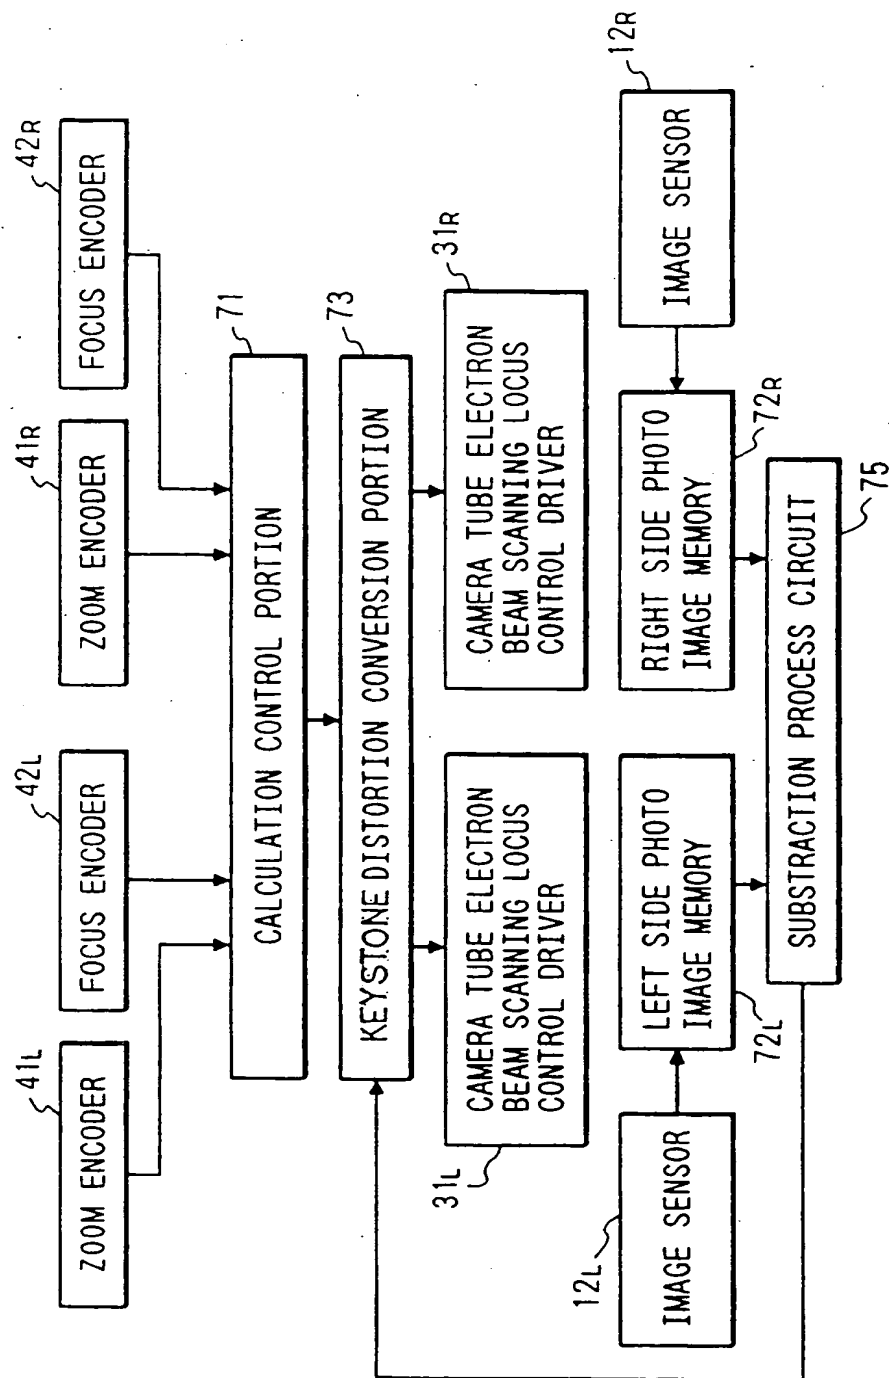 41L
ZOOM ENCODER
42L
FOCUS ENCODER
41R
ZOOM ENCODER
42R
FOCUS ENCODER
71
CALCULATION CONTROL PORTION
73
KEYSTONE DISTORTION CONVERSION PORTION
31L
CAMERA TUBE ELECTRON
BEAM SCANNING LOCUS
CONTROL DRIVER
31R
CAMERA TUBE ELECTRON
BEAM SCANNING LOCUS
CONTROL DRIVER
12L
IMAGE SENSOR
72L
LEFT SIDE PHOTO
IMAGE MEMORY
72R
RIGHT SIDE PHOTO
IMAGE MEMORY
12R
IMAGE SENSOR
75
SUBSTRACTION PROCESS CIRCUIT